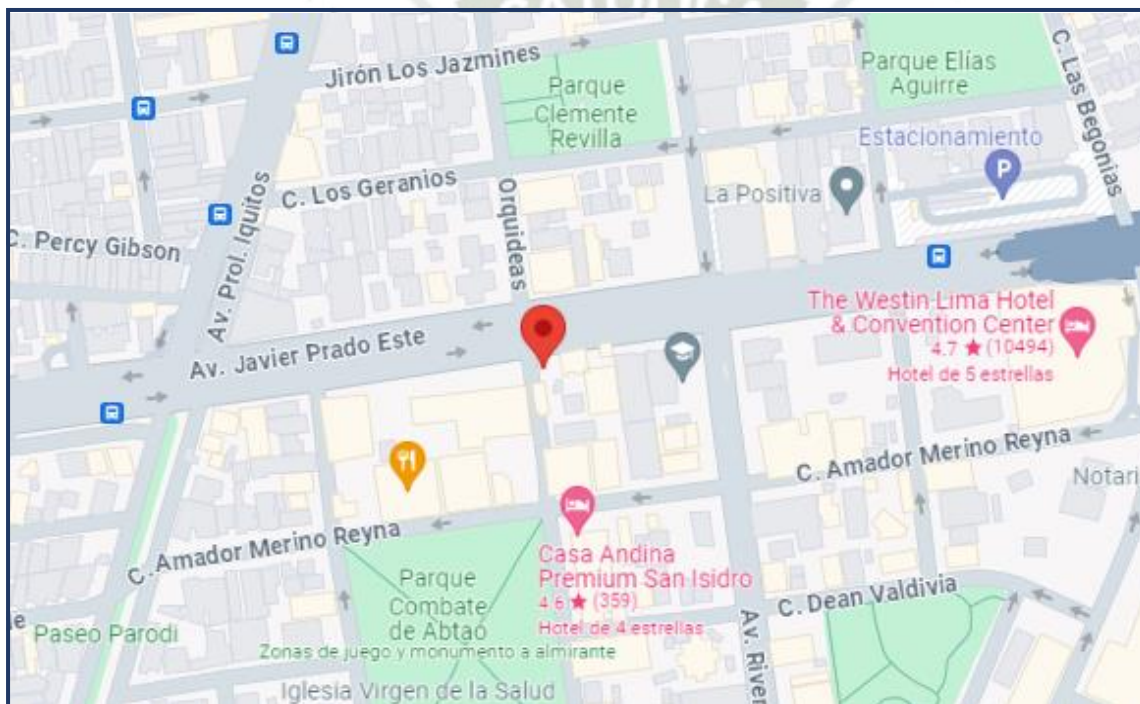 Jirón Los Jazmines
Parque
Clemente
Revilla
Parque Elías
Aguirre
C. Las Begonias
Estacionamiento
P
C. Los Geranios
La Positiva
C. Percy Gibson
Av. Prol. Iquitos
Orquideas
Av. Javier Prado Este
The Westin Lima Hotel
& Convention Center
4.7 ★ (10494)
Hotel de 5 estrellas
C. Amador Merino Reyna
Notari
C. Amador Merino Reyna
Casa Andina
Premium San Isidro
4.6 ★ (359)
Hotel de 4 estrellas
Parque
Combate
de Abtao
Zonas de juego y monumento a almirante
C. Dean Valdivia
Av. River
Paseo Parodi
Iglesia Virgen de la Salud